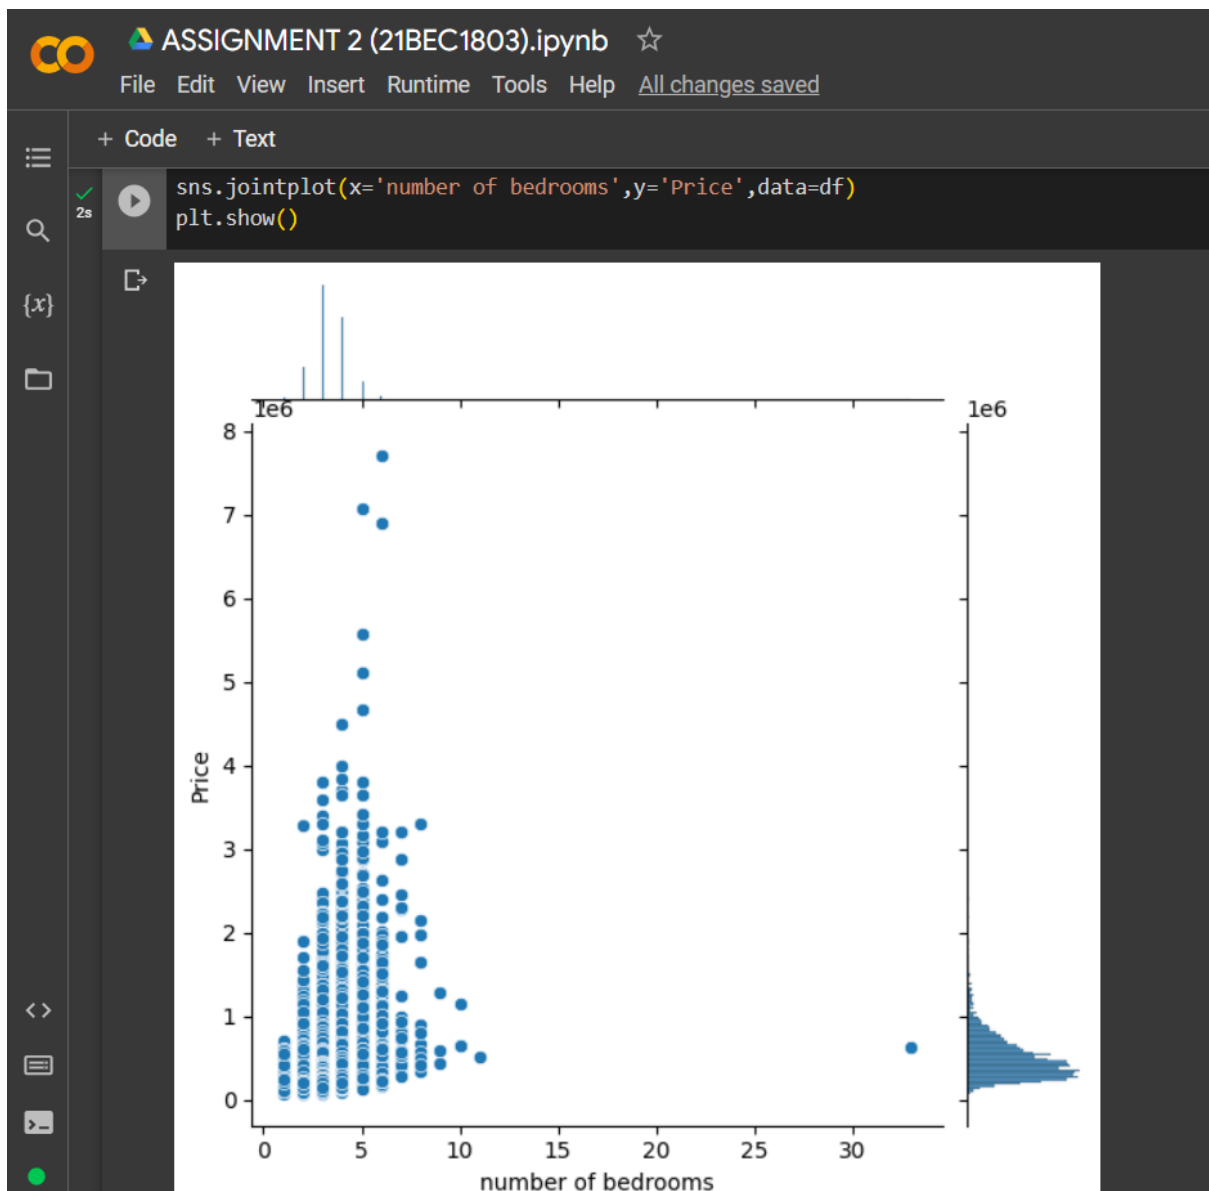 ASSIGNMENT 2 (21BEC1803).ipynb
File Edit View Insert Runtime Tools Help All changes saved
+ Code + Text
2s
sns.jointplot(x='number of bedrooms',y='Price',data=df)
plt.show()
{x}
1e6
1e6
8
7
6
5
4
3
2
1
0
Price
0 5 10 15 20 25 30
number of bedrooms